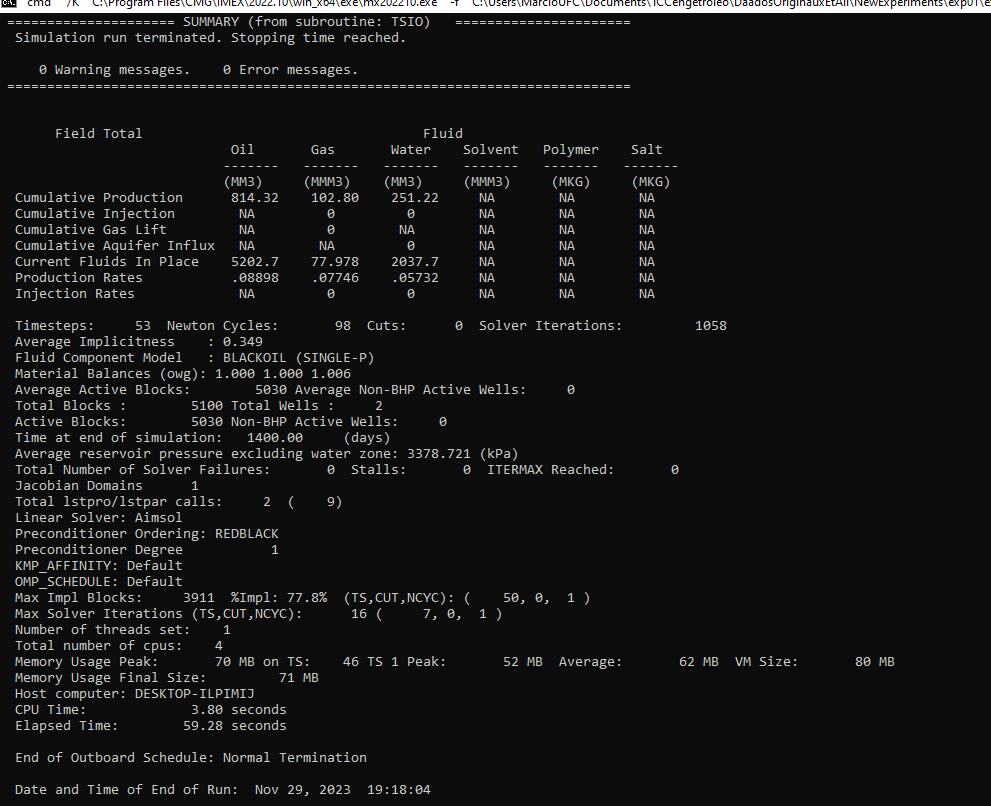 cmd /K "C:\Program Files\CMG\IMEX\2022.10\win_x64\exe\mx202210.exe" -f "C:\Users\MarcioUFC\Documents\TCCengetroleo\DaadosOriginauxEtAll\NewExperiments\exp01\
=================== SUMMARY (from subroutine: TSIO) ====================
Simulation run terminated. Stopping time reached.
0 Warning messages. 0 Error messages.
==============================================================================
Field Total Fluid
Oil Gas Water Solvent Polymer Salt
------- ------- ------- ------- ------- -------
(MM3) (MMM3) (MM3) (MMM3) (MKG) (MKG)
Cumulative Production 814.32 102.80 251.22 NA NA NA
Cumulative Injection NA 0 0 NA NA NA
Cumulative Gas Lift NA 0 NA NA NA NA
Cumulative Aquifer Influx NA NA 0 NA NA NA
Current Fluids In Place 5202.7 77.978 2037.7 NA NA NA
Production Rates .08898 .07746 .05732 NA NA NA
Injection Rates NA 0 0 NA NA NA
Timesteps: 53 Newton Cycles: 98 Cuts: 0 Solver Iterations: 1058
Average Implicitness : 0.349
Fluid Component Model : BLACKOIL (SINGLE-P)
Material Balances (owg): 1.000 1.000 1.006
Average Active Blocks: 5030 Average Non-BHP Active Wells: 0
Total Blocks : 5100 Total Wells : 2
Active Blocks: 5030 Non-BHP Active Wells: 0
Time at end of simulation: 1400.00 (days)
Average reservoir pressure excluding water zone: 3378.721 (kPa)
Total Number of Solver Failures: 0 Stalls: 0 ITERMAX Reached: 0
Jacobian Domains 1
Total lstpro/lstpar calls: 2 ( 9)
Linear Solver: Aimsol
Preconditioner Ordering: REDBLACK
Preconditioner Degree 1
KMP_AFFINITY: Default
OMP_SCHEDULE: Default
Max Impl Blocks: 3911 %Impl: 77.8% (TS,CUT,NCYC): ( 50, 0, 1 )
Max Solver Iterations (TS,CUT,NCYC): 16 ( 7, 0, 1 )
Number of threads set: 1
Total number of cpus: 4
Memory Usage Peak: 70 MB on TS: 46 TS 1 Peak: 52 MB Average: 62 MB VM Size: 80 MB
Memory Usage Final Size: 71 MB
Host computer: DESKTOP-ILPIMIJ
CPU Time: 3.80 seconds
Elapsed Time: 59.28 seconds
End of Outboard Schedule: Normal Termination
Date and Time of End of Run: Nov 29, 2023 19:18:04